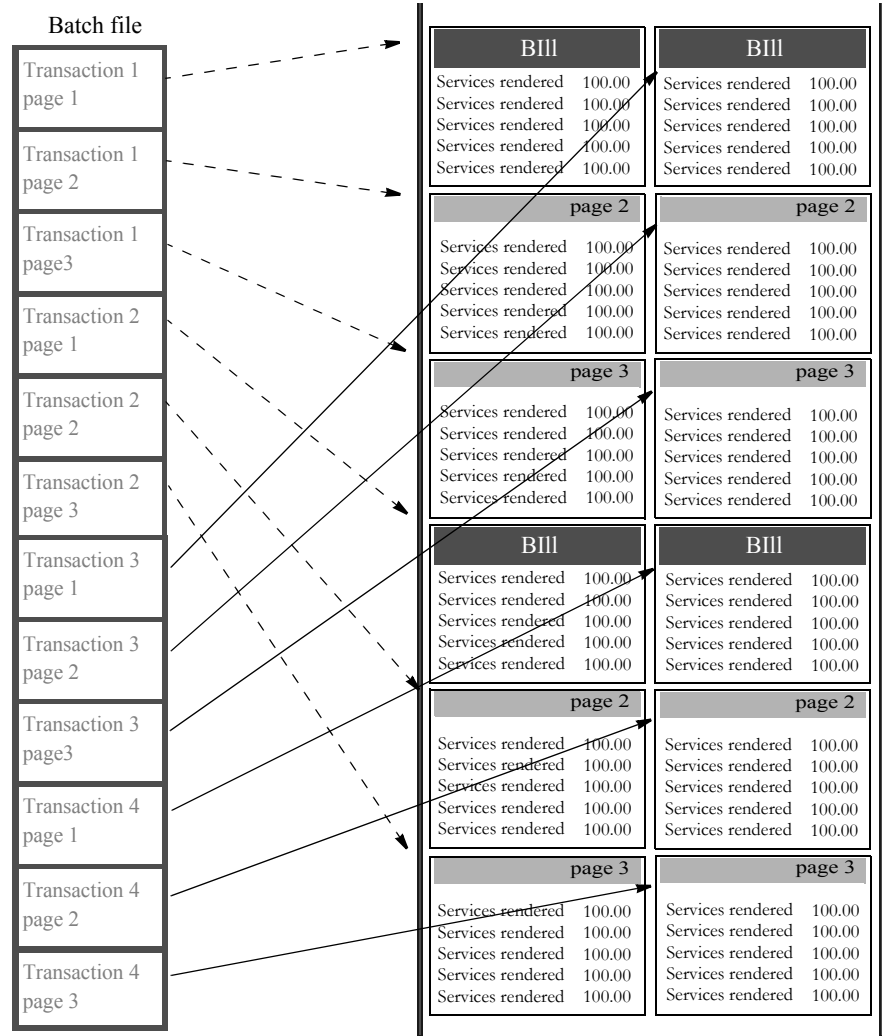 Batch file
Transaction 1
page 1
Transaction 1
page 2
Transaction 1
page3
Transaction 2
page 1
Transaction 2
page 2
Transaction 2
page 3
Transaction 3
page 1
Transaction 3
page 2
Transaction 3
page3
Transaction 4
page 1
Transaction 4
page 2
Transaction 4
page 3
BIll
Services rendered 100.00
Services rendered 100.00
Services rendered 100.00
Services rendered 100.00
Services rendered 100.00
BIll
Services rendered 100.00
Services rendered 100.00
Services rendered 100.00
Services rendered 100.00
Services rendered 100.00
page 2
Services rendered 100.00
Services rendered 100.00
Services rendered 100.00
Services rendered 100.00
Services rendered 100.00
page 2
Services rendered 100.00
Services rendered 100.00
Services rendered 100.00
Services rendered 100.00
Services rendered 100.00
page 3
Services rendered 100.00
Services rendered 100.00
Services rendered 100.00
Services rendered 100.00
Services rendered 100.00
page 3
Services rendered 100.00
Services rendered 100.00
Services rendered 100.00
Services rendered 100.00
Services rendered 100.00
BIll
Services rendered 100.00
Services rendered 100.00
Services rendered 100.00
Services rendered 100.00
Services rendered 100.00
BIll
Services rendered 100.00
Services rendered 100.00
Services rendered 100.00
Services rendered 100.00
Services rendered 100.00
page 2
Services rendered 100.00
Services rendered 100.00
Services rendered 100.00
Services rendered 100.00
Services rendered 100.00
page 2
Services rendered 100.00
Services rendered 100.00
Services rendered 100.00
Services rendered 100.00
Services rendered 100.00
page 3
Services rendered 100.00
Services rendered 100.00
Services rendered 100.00
Services rendered 100.00
Services rendered 100.00
page 3
Services rendered 100.00
Services rendered 100.00
Services rendered 100.00
Services rendered 100.00
Services rendered 100.00